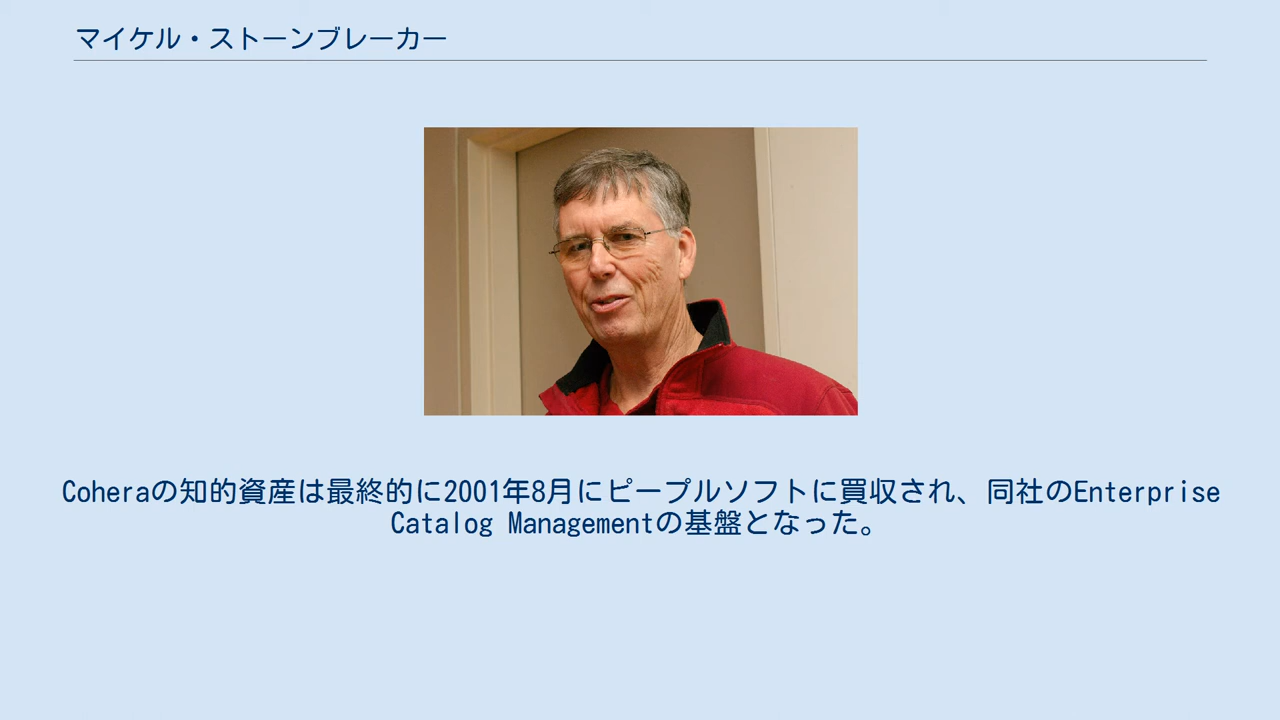 マイケル・ストーンブレーカー
Coheraの知的資産は最終的に2001年8月にピープルソフトに買収され、同社のEnterprise
Catalog Managementの基盤となった。